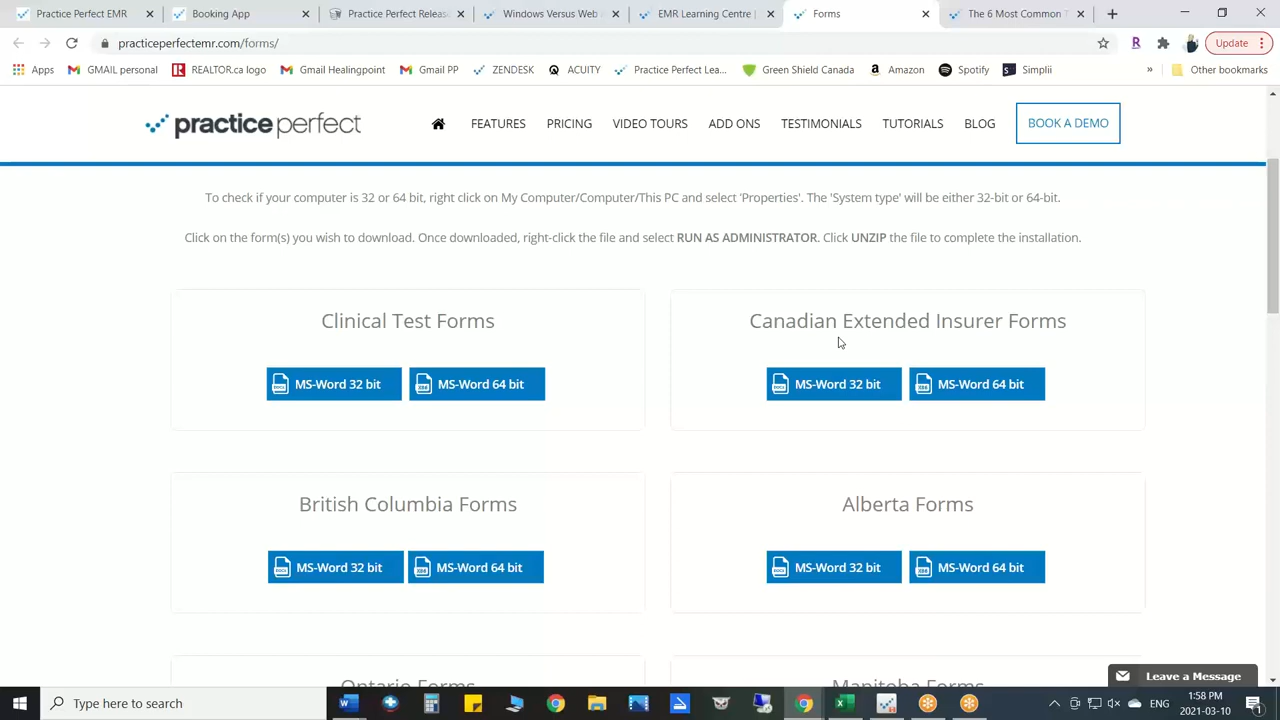 Practice Perfect EMR
Booking App
Practice Perfect Releas
Windows Versus Web
EMR Learning Centre |
Forms
The 6 Most Common T
practiceperfectemr.com/forms/
Update
Apps
GMAIL personal
REALTOR.ca logo
Gmail Healingpoint
Gmail PP
ZENDESK
ACUITY
Practice Perfect Lea...
Green Shield Canada
Amazon
Spotify
Simplii
»
Other bookmarks
practice perfect
FEATURES
PRICING
VIDEO TOURS
ADD ONS
TESTIMONIALS
TUTORIALS
BLOG
BOOK A DEMO
To check if your computer is 32 or 64 bit, right click on My Computer/Computer/This PC and select 'Properties'. The 'System type' will be either 32-bit or 64-bit.
Click on the form(s) you wish to download. Once downloaded, right-click the file and select RUN AS ADMINISTRATOR. Click UNZIP the file to complete the installation.
Clinical Test Forms
MS-Word 32 bit
MS-Word 64 bit
Canadian Extended Insurer Forms
MS-Word 32 bit
MS-Word 64 bit
British Columbia Forms
MS-Word 32 bit
MS-Word 64 bit
Alberta Forms
MS-Word 32 bit
MS-Word 64 bit
Ontario Forms
Manitoba Forms
Leave a Message
Type here to search
ENG
1:58 PM
2021-03-10